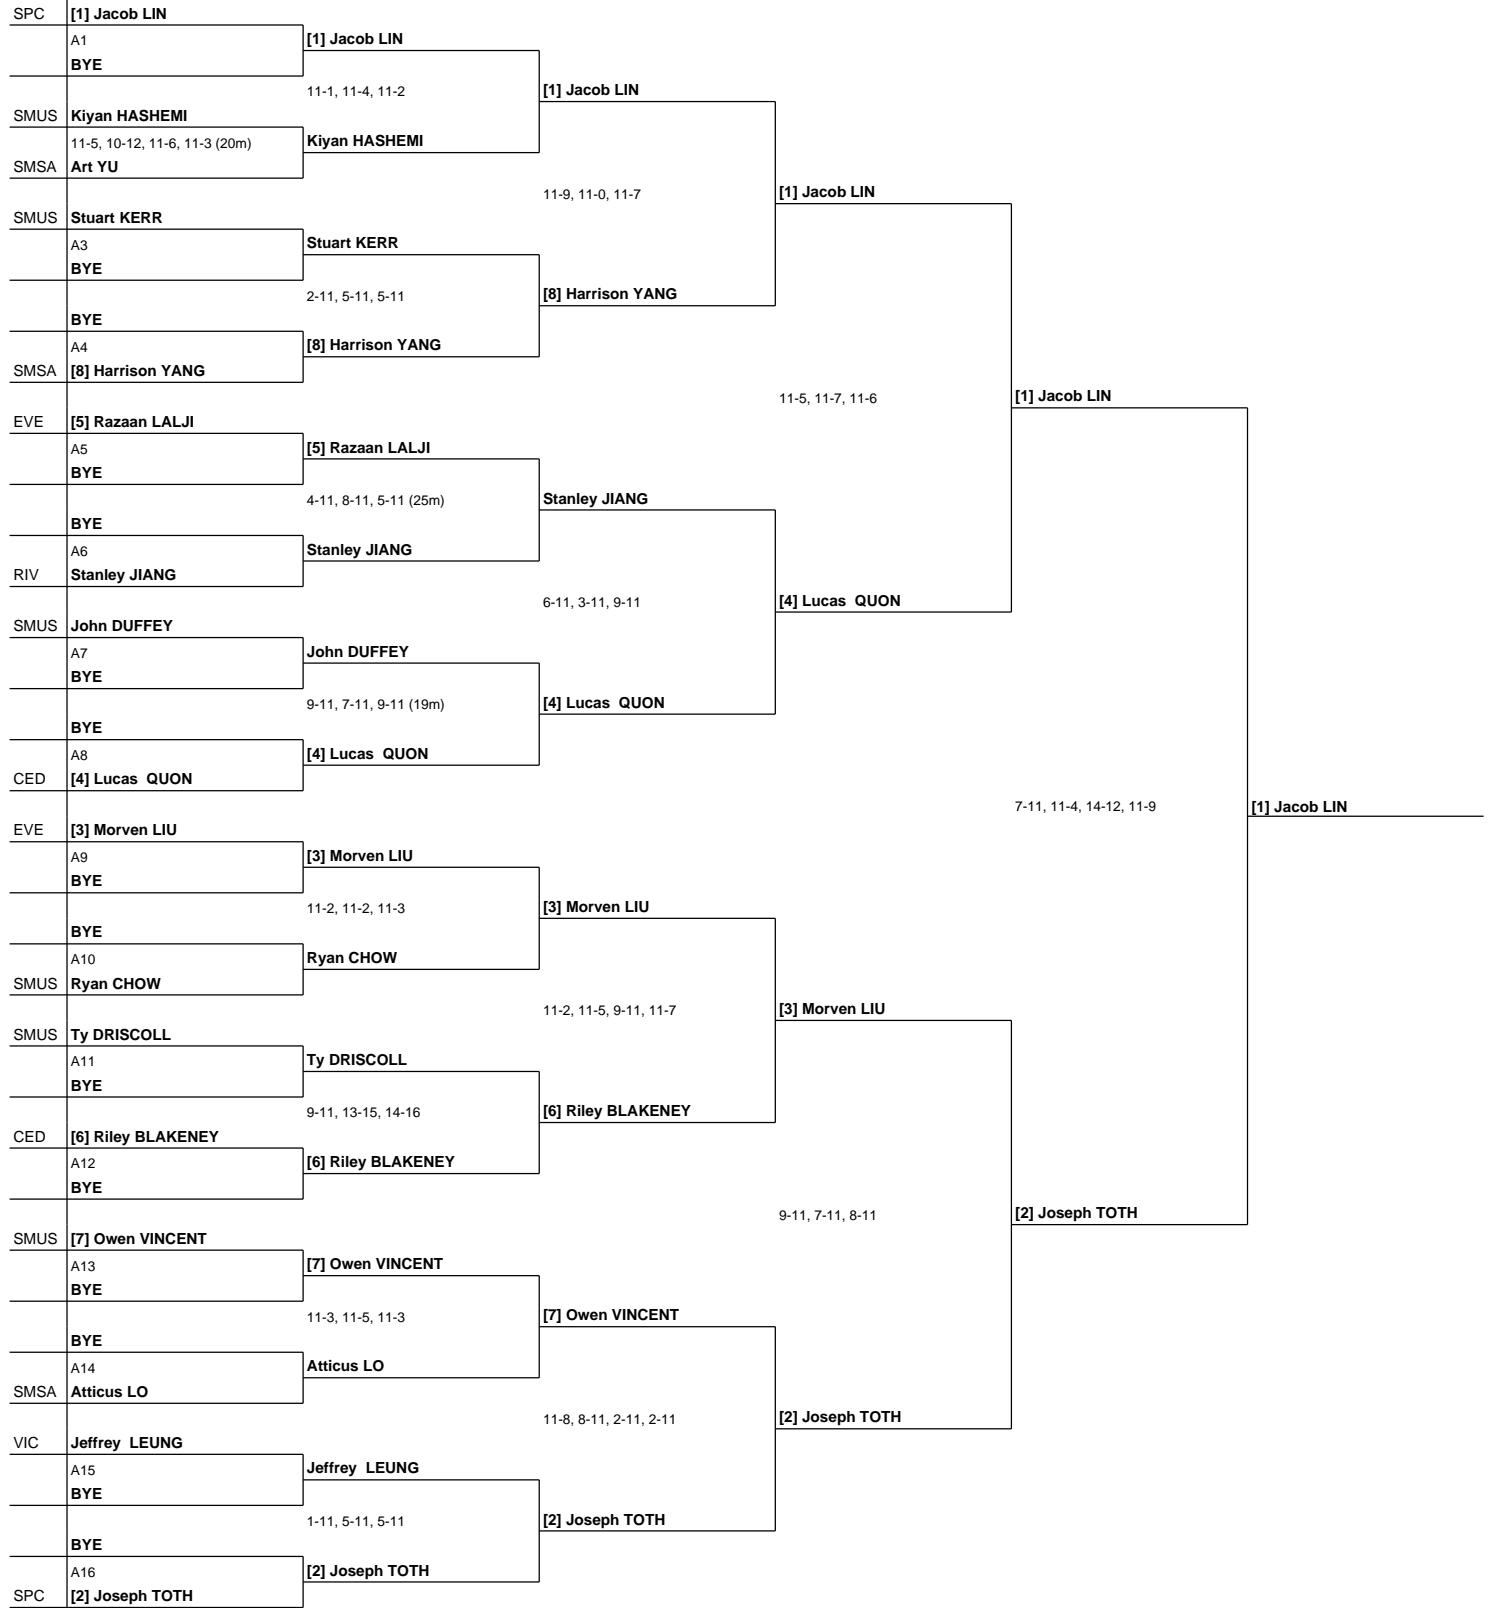 SPC [1] Jacob LIN
A1 [1] Jacob LIN
BYE
11-1, 11-4, 11-2 [1] Jacob LIN
SMUS Kiyan HASHEMI
11-5, 10-12, 11-6, 11-3 (20m) Kiyan HASHEMI
SMSA Art YU
11-9, 11-0, 11-7 [1] Jacob LIN
SMUS Stuart KERR
A3 Stuart KERR
BYE
2-11, 5-11, 5-11 [8] Harrison YANG
BYE
A4 [8] Harrison YANG
SMSA [8] Harrison YANG
11-5, 11-7, 11-6 [1] Jacob LIN
EVE [5] Razaan LALJI
A5 [5] Razaan LALJI
BYE
4-11, 8-11, 5-11 (25m) Stanley JIANG
BYE
A6 Stanley JIANG
RIV Stanley JIANG
6-11, 3-11, 9-11 [4] Lucas QUON
SMUS John DUFFEY
A7 John DUFFEY
BYE
9-11, 7-11, 9-11 (19m) [4] Lucas QUON
BYE
A8 [4] Lucas QUON
CED [4] Lucas QUON
7-11, 11-4, 14-12, 11-9 [1] Jacob LIN
EVE [3] Morven LIU
A9 [3] Morven LIU
BYE
11-2, 11-2, 11-3 [3] Morven LIU
BYE
A10 Ryan CHOW
SMUS Ryan CHOW
11-2, 11-5, 9-11, 11-7 [3] Morven LIU
SMUS Ty DRISCOLL
A11 Ty DRISCOLL
BYE
9-11, 13-15, 14-16 [6] Riley BLAKENEY
CED [6] Riley BLAKENEY
A12 [6] Riley BLAKENEY
BYE
9-11, 7-11, 8-11 [2] Joseph TOTH
SMUS [7] Owen VINCENT
A13 [7] Owen VINCENT
BYE
11-3, 11-5, 11-3 [7] Owen VINCENT
BYE
A14 Atticus LO
SMSA Atticus LO
11-8, 8-11, 2-11, 2-11 [2] Joseph TOTH
VIC Jeffrey LEUNG
A15 Jeffrey LEUNG
BYE
1-11, 5-11, 5-11 [2] Joseph TOTH
BYE
A16 [2] Joseph TOTH
SPC [2] Joseph TOTH